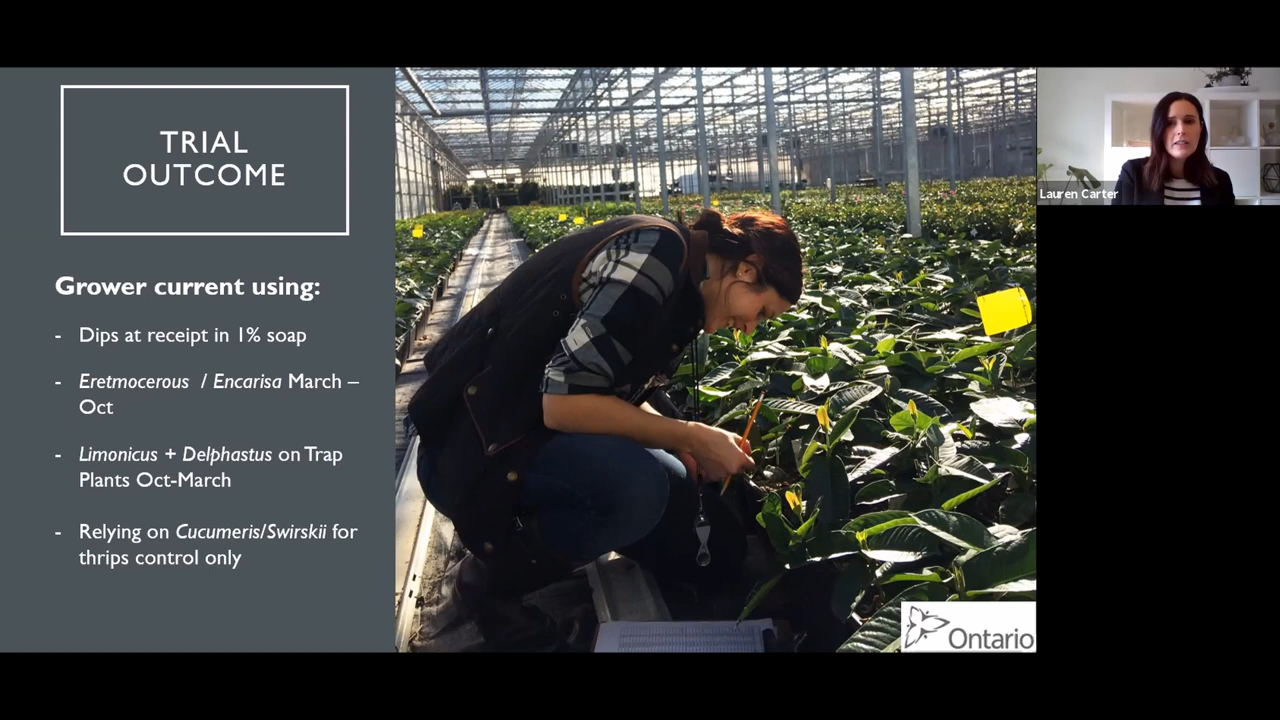 TRIAL
OUTCOME
Grower current using:
- Dips at receipt in 1% soap
- Eretmocerous / Encarisa March –
Oct
- Limonicus + Delphastus on Trap
Plants Oct-March
- Relying on Cucumeris/Swirskii for
thrips control only
Lauren Carter
Ontario